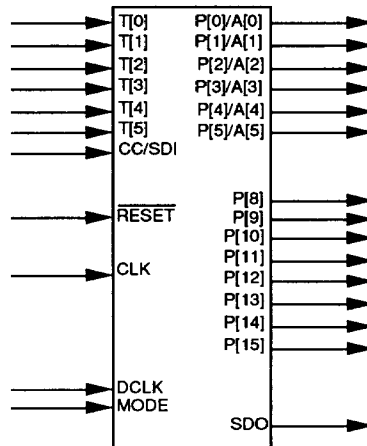 T[0] P[0]/A[0]
T[1] P[1]/A[1]
T[2] P[2]/A[2]
T[3] P[3]/A[3]
T[4] P[4]/A[4]
T[5] P[5]/A[5]
CC/SDI
P[8]
RESET P[9]
P[10]
P[11]
CLK P[12]
P[13]
P[14]
P[15]
DCLK
MODE
SDO